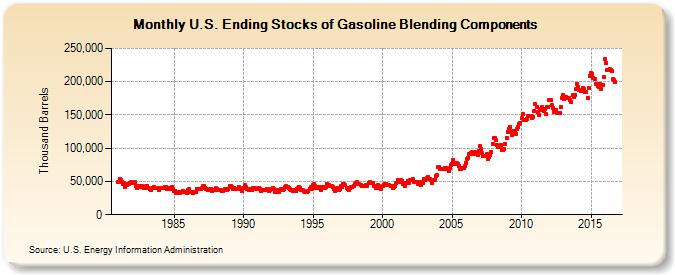 Monthly U.S. Ending Stocks of Gasoline Blending Components
Thousand Barrels
250,000
200,000
150,000
100,000
50,000
0
1985 1990 1995 2000 2005 2010 2015
Source: U.S. Energy Information Administration